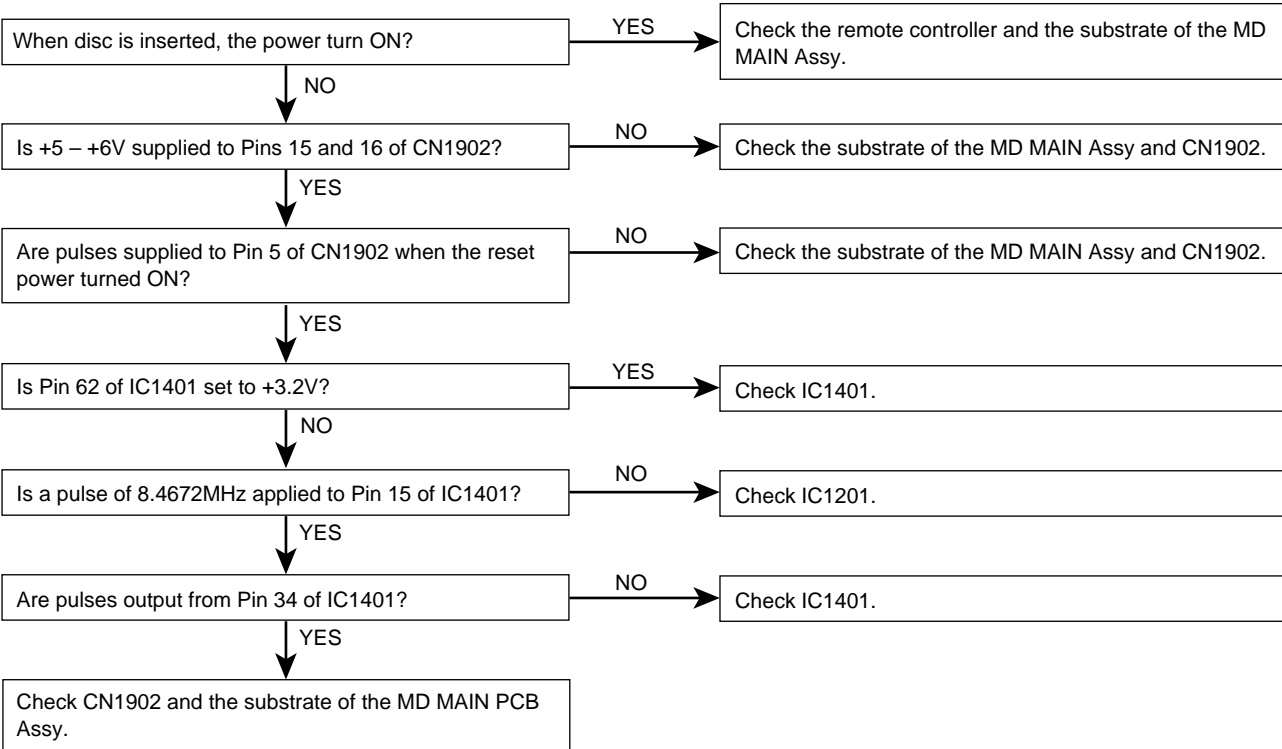 When disc is inserted, the power turn ON?
YES
Check the remote controller and the substrate of the MD
MAIN Assy.
NO
Is +5 – +6V supplied to Pins 15 and 16 of CN1902?
NO
Check the substrate of the MD MAIN Assy and CN1902.
YES
Are pulses supplied to Pin 5 of CN1902 when the reset
power turned ON?
NO
Check the substrate of the MD MAIN Assy and CN1902.
YES
Is Pin 62 of IC1401 set to +3.2V?
YES
Check IC1401.
NO
Is a pulse of 8.4672MHz applied to Pin 15 of IC1401?
NO
Check IC1201.
YES
Are pulses output from Pin 34 of IC1401?
NO
Check IC1401.
YES
Check CN1902 and the substrate of the MD MAIN PCB
Assy.